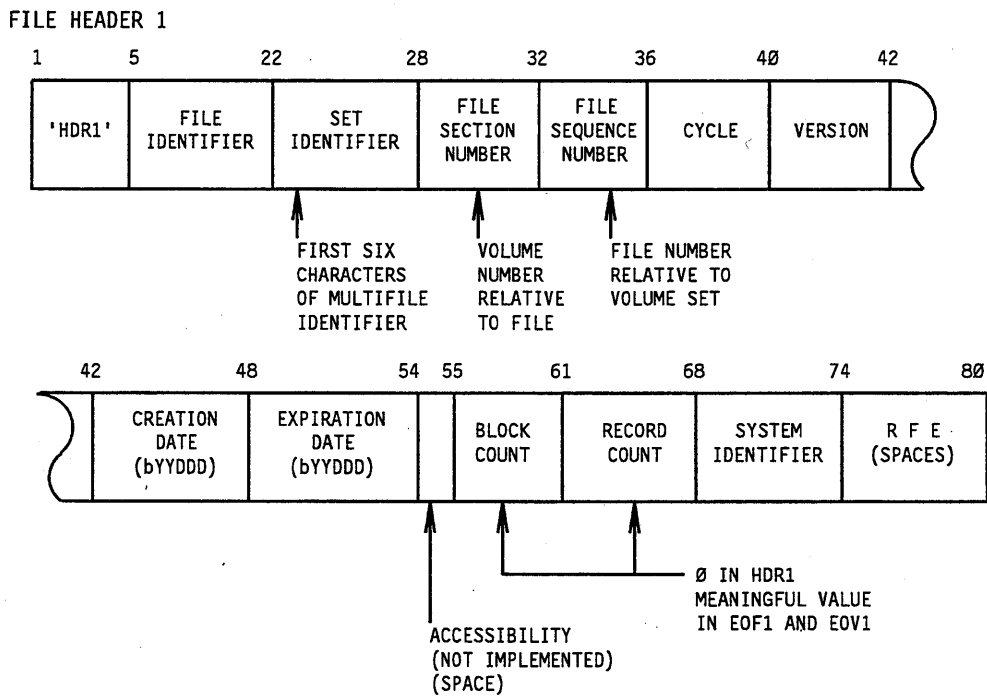 FILE HEADER 1
1 5 22 28 32 36 40 42
'HDR1'
FILE
IDENTIFIER
SET
IDENTIFIER
FILE
SECTION
NUMBER
FILE
SEQUENCE
NUMBER
CYCLE
VERSION
FIRST SIX
CHARACTERS
OF MULTIFILE
IDENTIFIER
VOLUME
NUMBER
RELATIVE
TO FILE
FILE NUMBER
RELATIVE TO
VOLUME SET
42 48 54 55 61 68 74 8Ø
CREATION
DATE
(bYYDDD)
EXPIRATION
DATE
(bYYDDD)
BLOCK
COUNT
RECORD
COUNT
SYSTEM
IDENTIFIER
R F E
(SPACES)
Ø IN HDR1
MEANINGFUL VALUE
IN EOF1 AND EOV1
ACCESSIBILITY
(NOT IMPLEMENTED)
(SPACE)